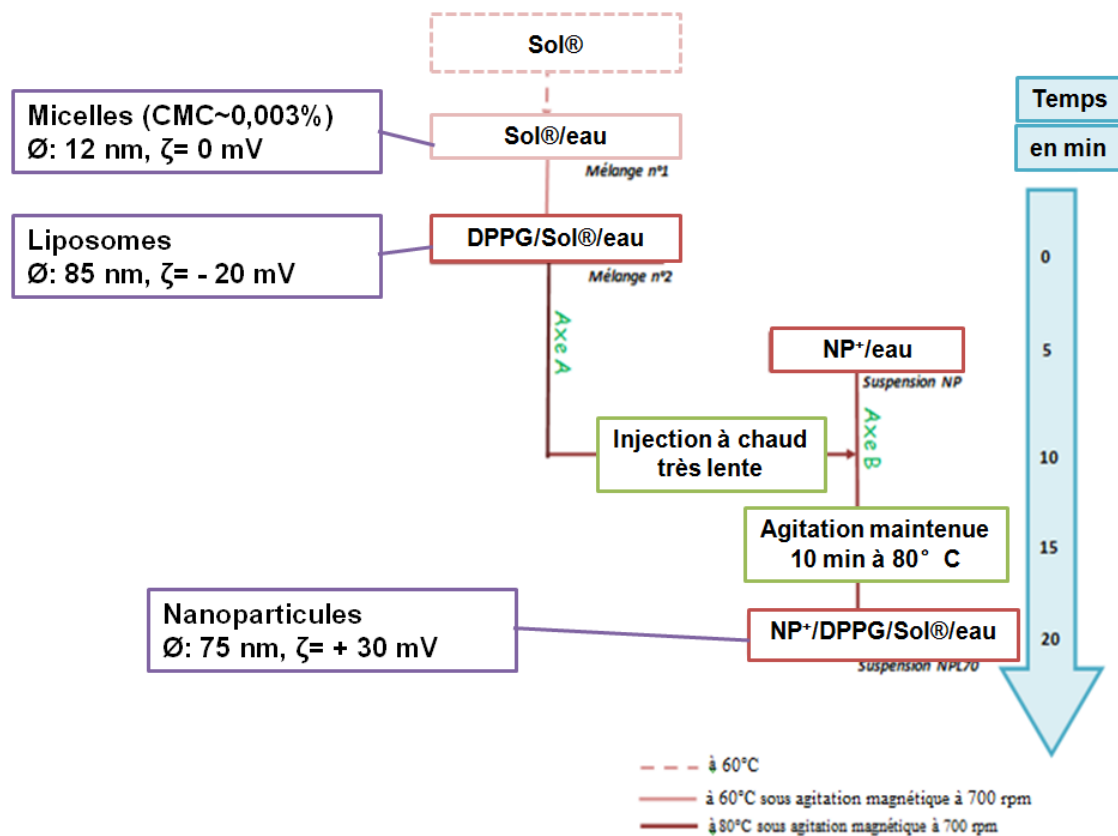 Sol®
Micelles (CMC~0,003%)
Ø: 12 nm, ζ= 0 mV
Sol®/eau
Mélange n°1
Temps
en min
Liposomes
Ø: 85 nm, ζ= - 20 mV
DPPG/Sol®/eau
Mélange n°2
0
Axe A
NP⁺/eau
Suspension NP
5
Axe B
Injection à chaud
très lente
10
Agitation maintenue
10 min à 80° C
15
Nanoparticules
Ø: 75 nm, ζ= + 30 mV
NP⁺/DPPG/Sol®/eau
Suspension NPL70
20
à 60°C
à 60°C sous agitation magnétique à 700 rpm
à 80°C sous agitation magnétique à 700 rpm